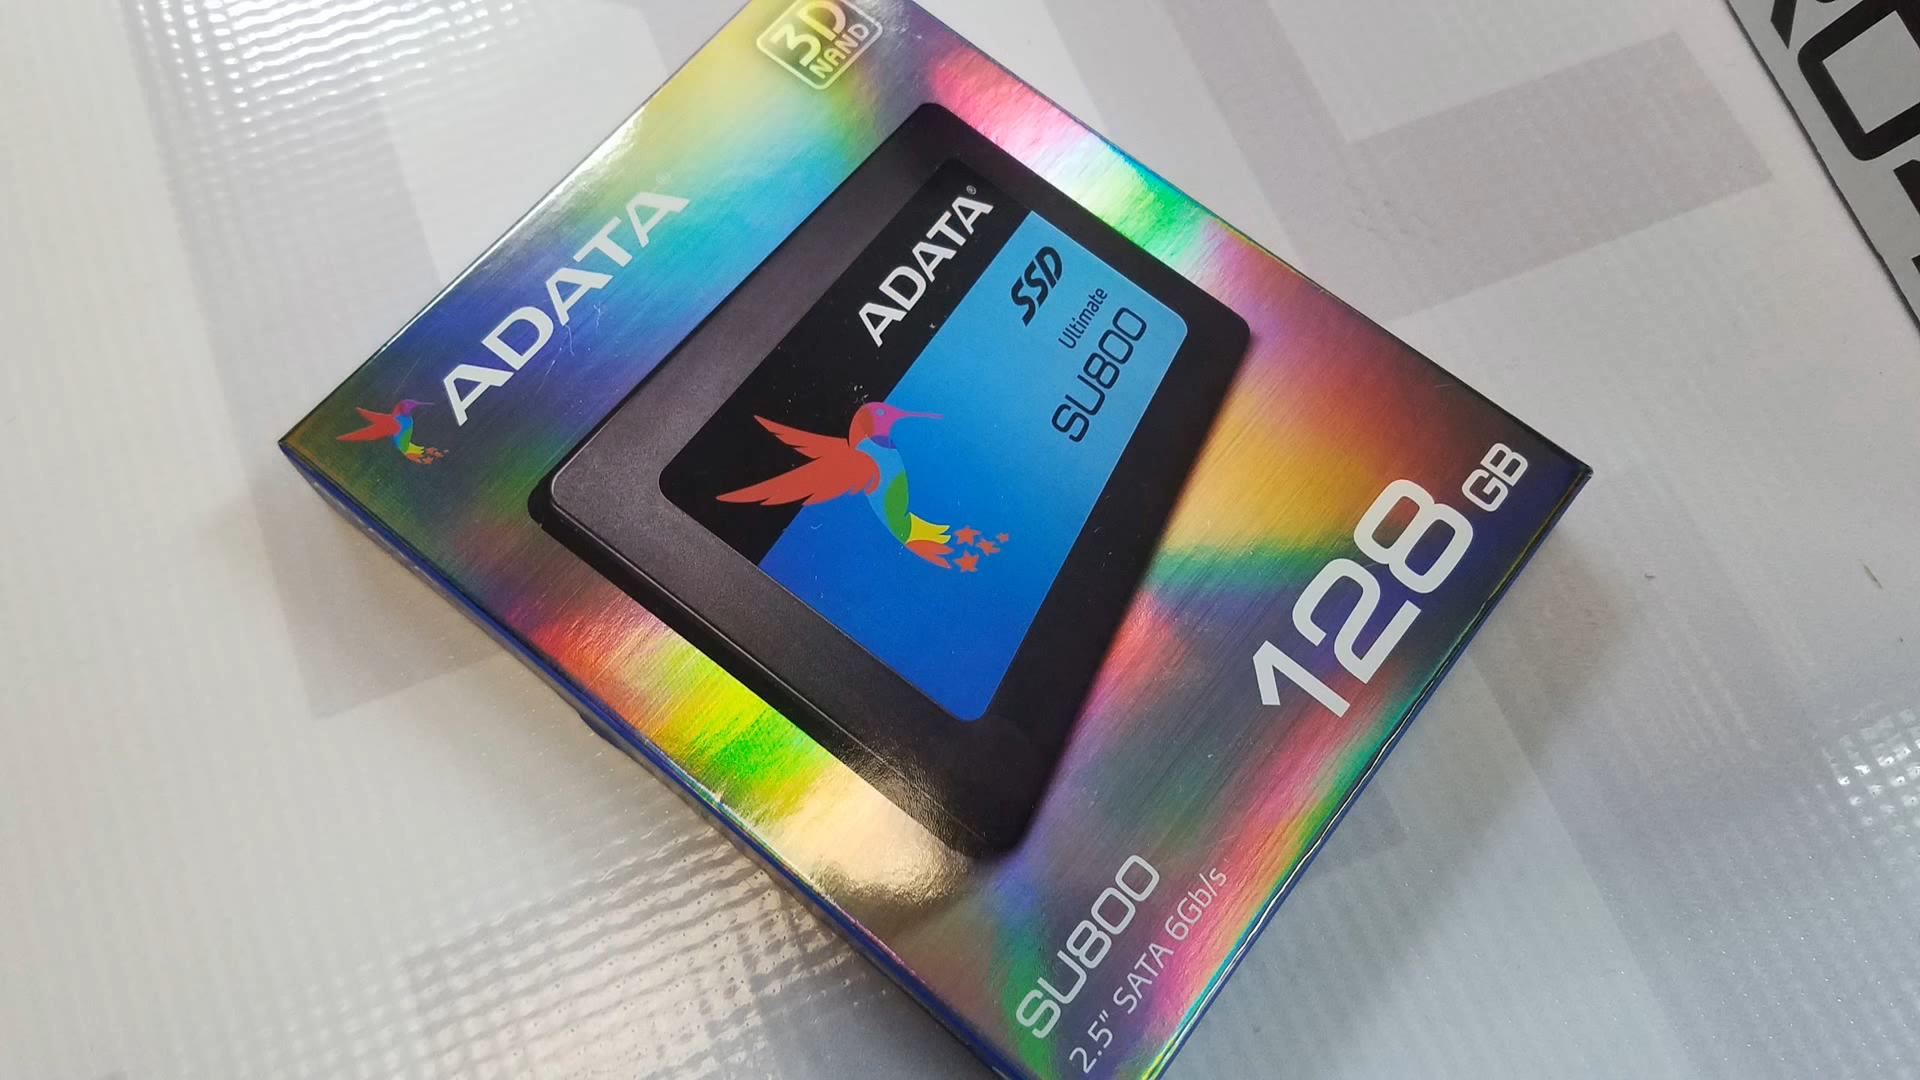 3D
NAND
ADATA
ADATA®
SSD
Ultimate
SU800
128 GB
SU800
2.5" SATA 6Gb/s